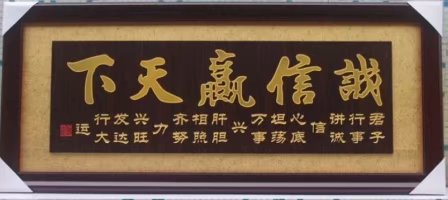 誠信赢天下
君子行事讲诚信
心底坦荡万事兴
肝胆相照齐努力
兴旺发达行大运